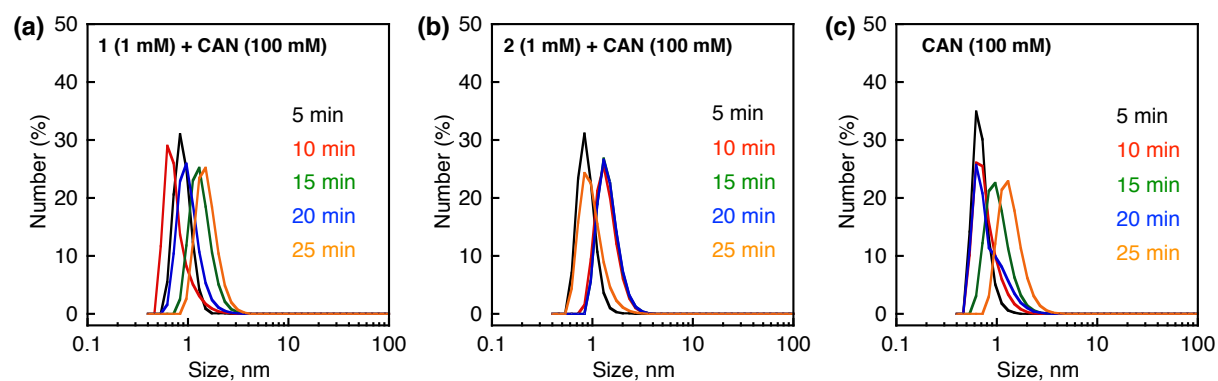 (a)
1 (1 mM) + CAN (100 mM)
50
40
30
20
10
0
Number (%)
5 min
10 min
15 min
20 min
25 min
0.1 1 10 100
Size, nm
(b)
2 (1 mM) + CAN (100 mM)
50
40
30
20
10
0
Number (%)
5 min
10 min
15 min
20 min
25 min
0.1 1 10 100
Size, nm
(c)
CAN (100 mM)
50
40
30
20
10
0
Number (%)
5 min
10 min
15 min
20 min
25 min
0.1 1 10 100
Size, nm